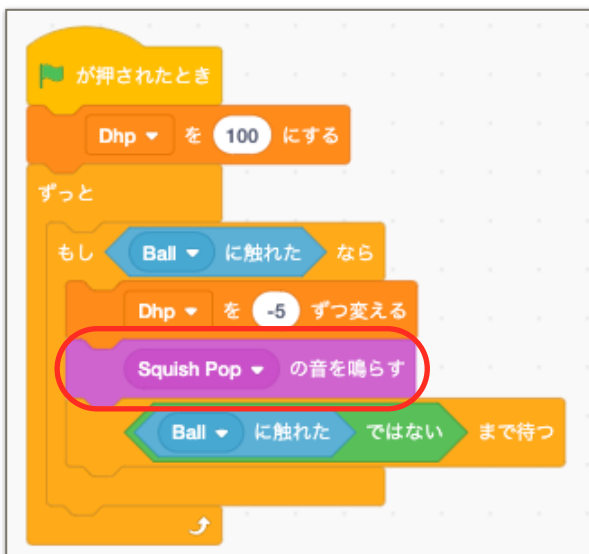 が押されたとき
Dhp を 100 にする
ずっと
もし Ball に触れた なら
Dhp を -5 ずつ変える
Squish Pop の音を鳴らす
Ball に触れた ではない まで待つ